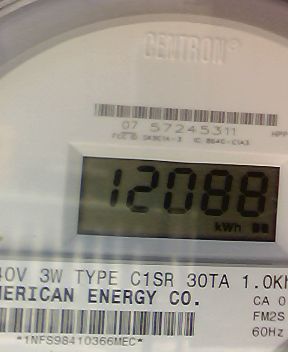 CENTRON®
07 57245311
12088
kWh
40V 3W TYPE C1SR 30TA 1.0Kh
MERICAN ENERGY CO.
CA 0
FM2S
60Hz
*1NFS98410366MEC*